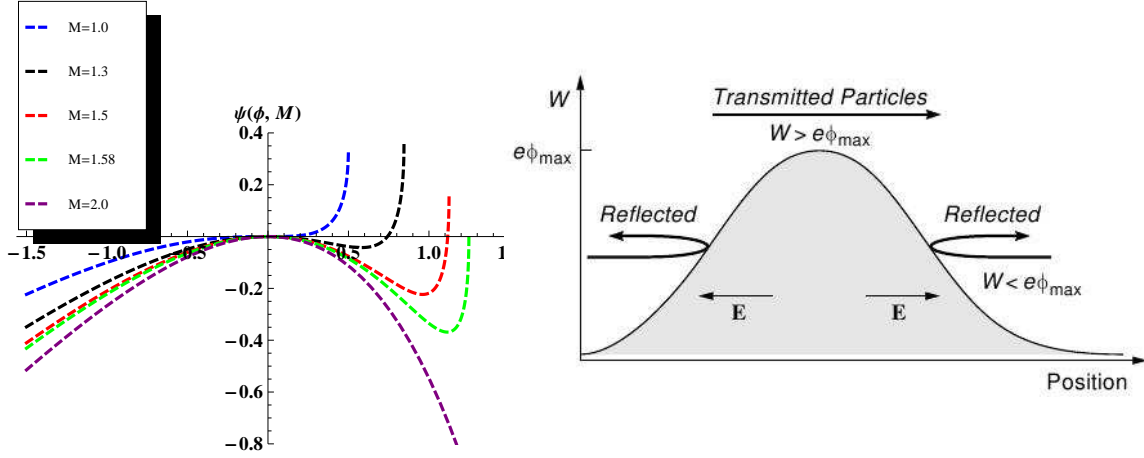 M=1.0
M=1.3
M=1.5
M=1.58
M=2.0
ψ(ϕ, M)
0.4
0.2
-1.5
-1.0
0.5
0.5
1.0
1
−0.2
−0.4
−0.6
−0.8
W
eϕmax
Transmitted Particles
W > eϕmax
Reflected
Reflected
W < eϕmax
E
E
Position